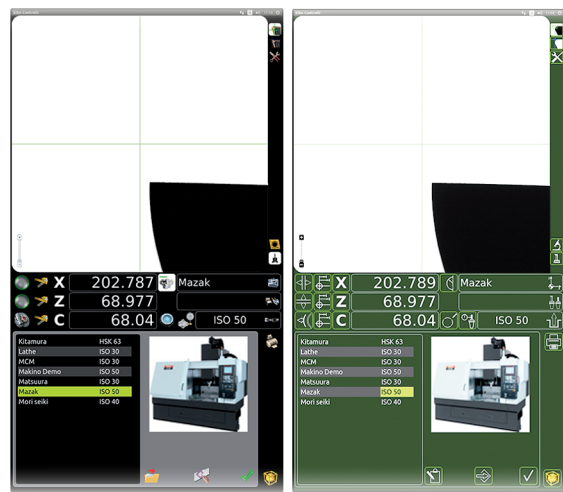 X 202.787 Mazak
Z 68.977
C 68.04 ISO 50
Kitamura HSK 63
Lathe ISO 30
MCM ISO 30
Makino Demo ISO 50
Matsuura ISO 30
Mazak ISO 50
Mori seiki ISO 40
X 202.789 Mazak
Z 68.977
C 68.04 ISO 50
Kitamura HSK 63
Lathe ISO 30
MCM ISO 30
Makino Demo ISO 50
Matsuura ISO 30
Mazak ISO 50
Mori seiki ISO 40